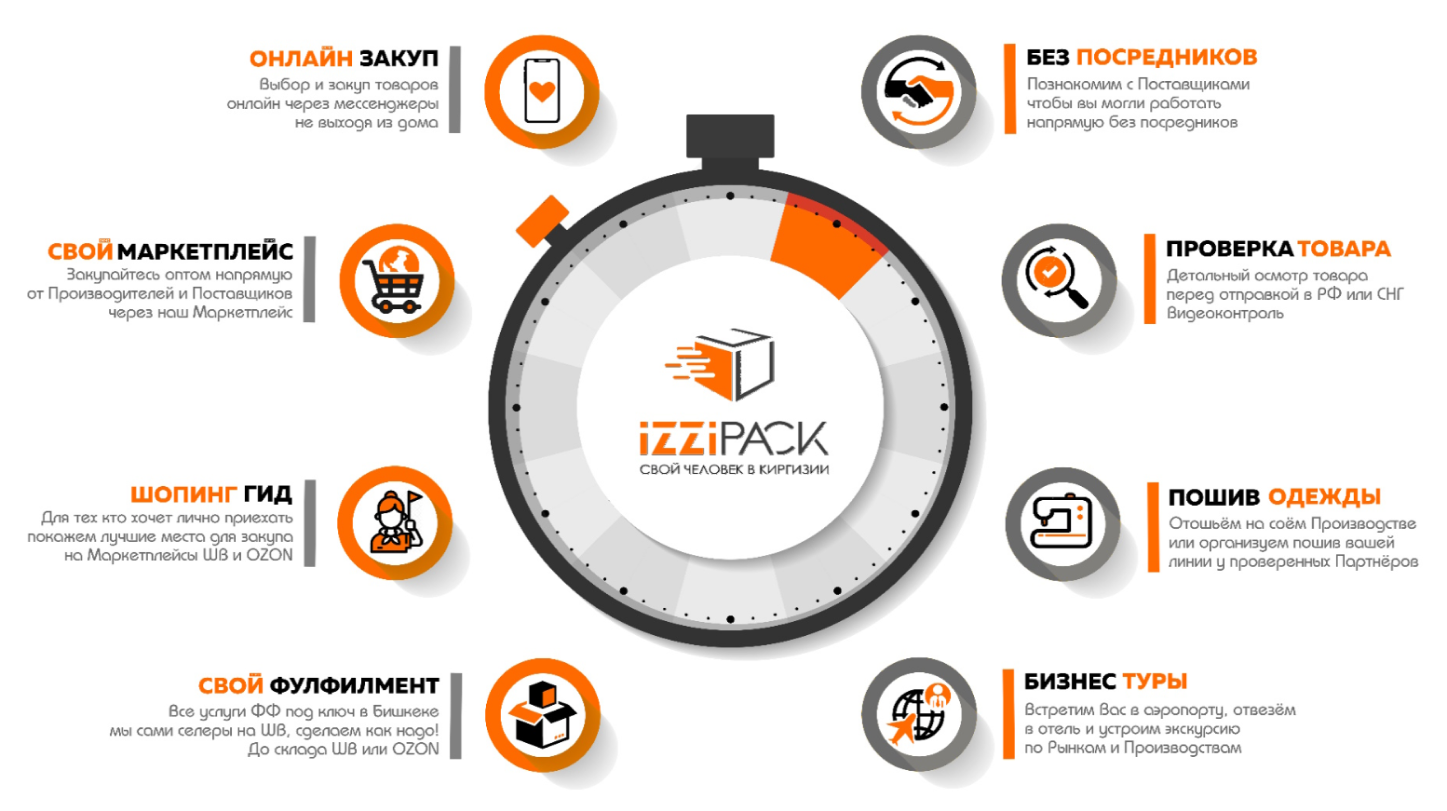 ОНЛАЙН ЗАКУП
Выбор и закуп товаров
онлайн через мессенджеры
не выходя из дома
СВОЙ МАРКЕТПЛЕЙС
Закупайтесь оптом напрямую
от Производителей и Поставщиков
через наш Маркетплейс
ШОПИНГ ГИД
Для тех кто хочет лично приехать
покажем лучшие места для закупа
на Маркетплейсы WB и OZON
СВОЙ ФУЛФИЛМЕНТ
Все услуги ФФ под ключ в Бишкеке
мы сами селеры на WB, сделаем как надо!
До склада WB или OZON
iZZiPACK
СВОЙ ЧЕЛОВЕК В КИРГИЗИИ
БЕЗ ПОСРЕДНИКОВ
Познакомим с Поставщиками
чтобы вы могли работать
напрямую без посредников
ПРОВЕРКА ТОВАРА
Детальный осмотр товара
перед отправкой в РФ или СНГ
Видеоконтроль
ПОШИВ ОДЕЖДЫ
Отошьём на соём Производстве
или организуем пошив вашей
линии у проверенных Партнёров
БИЗНЕС ТУРЫ
Встретим Вас в аэропорту, отвезём
в отель и устроим экскурсию
по Рынкам и Производствам